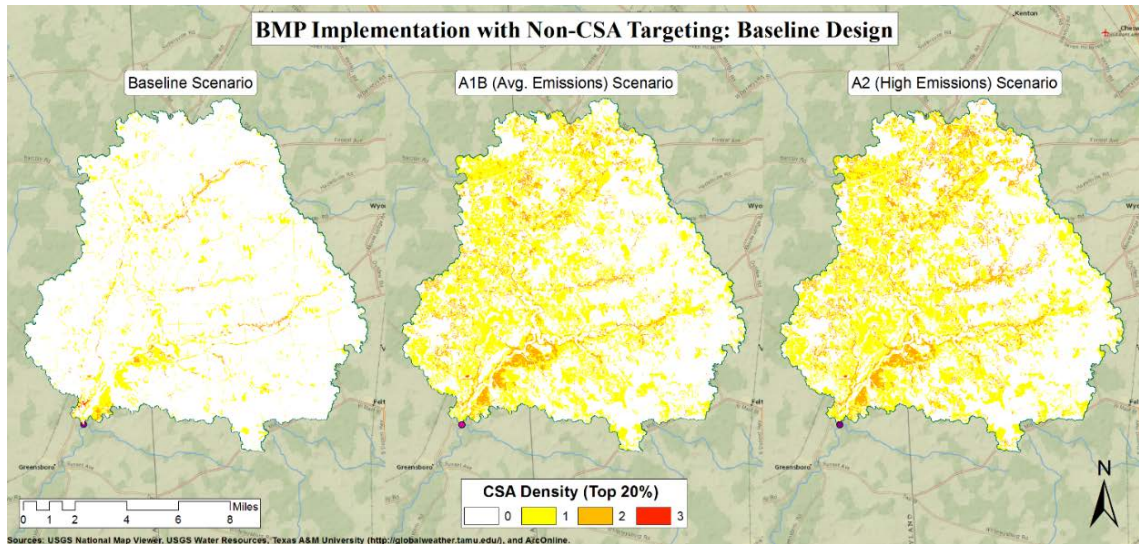 BMP Implementation with Non-CSA Targeting: Baseline Design
Baseline Scenario
A1B (Avg. Emissions) Scenario
A2 (High Emissions) Scenario
Kenton
Greensboro
Greensboro
Greensboro
0 1 2 4 6 8
Miles
CSA Density (Top 20%)
0 1 2 3
N
Sources: USGS National Map Viewer, USGS Water Resources, Texas A&M University (http://globalweather.tamu.edu/), and ArcOnline.